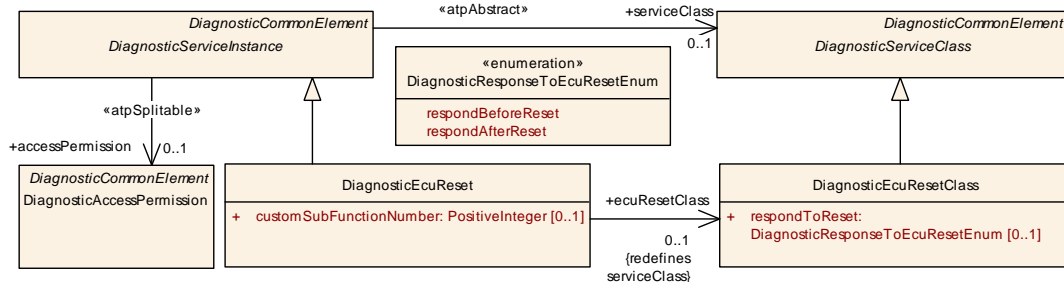 DiagnosticCommonElement
DiagnosticServiceInstance
«atpAbstract»
+serviceClass
0..1
DiagnosticCommonElement
DiagnosticServiceClass
«enumeration»
DiagnosticResponseToEcuResetEnum
respondBeforeReset
respondAfterReset
«atpSplitable»
+accessPermission
0..1
DiagnosticCommonElement
DiagnosticAccessPermission
DiagnosticEcuReset
+ customSubFunctionNumber: PositiveInteger [0..1]
+ecuResetClass
0..1
{redefines
serviceClass}
DiagnosticEcuResetClass
+ respondToReset:
DiagnosticResponseToEcuResetEnum [0..1]